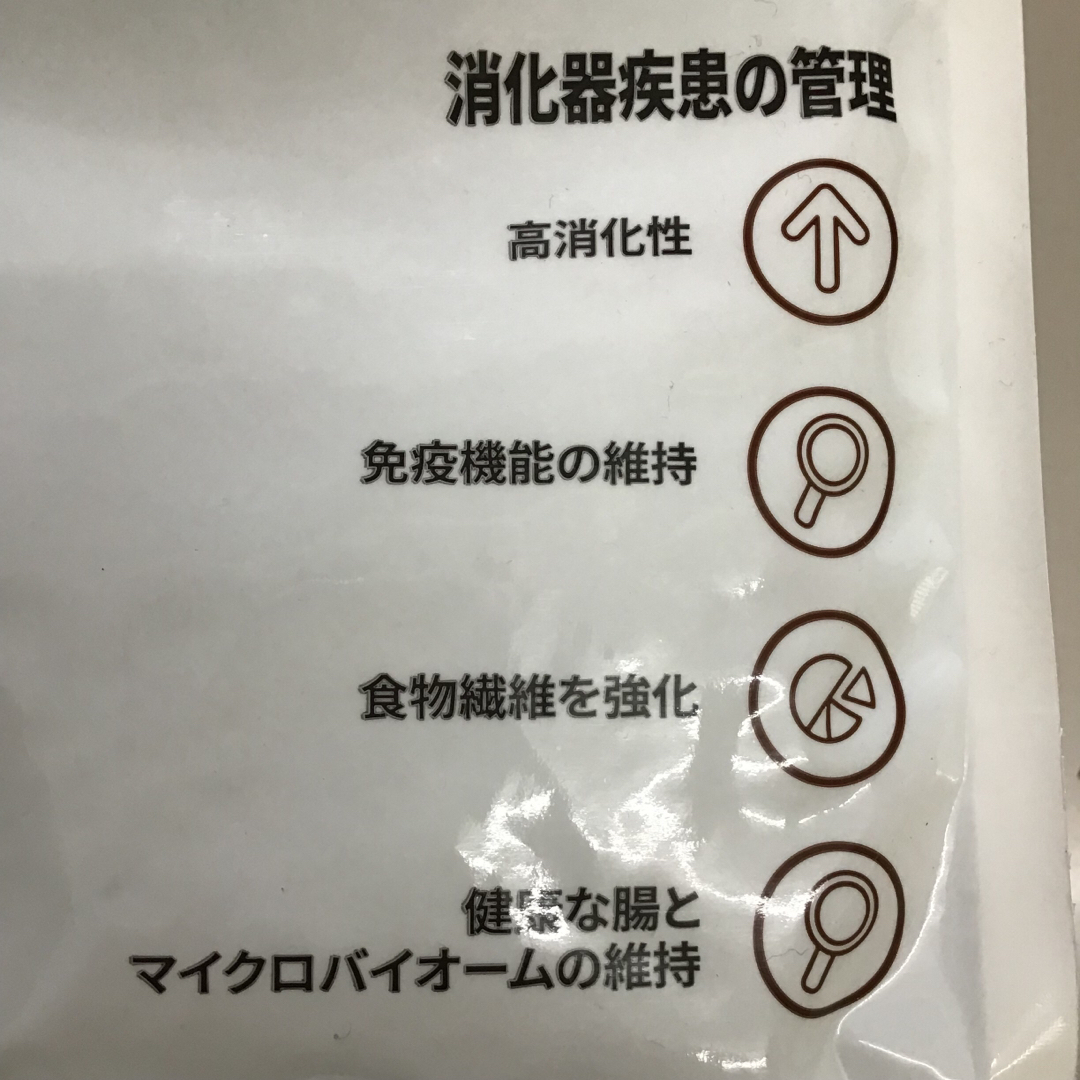 消化器疾患の管理
高消化性
免疫機能の維持
食物繊維を強化
健康な腸と
マイクロバイオームの維持